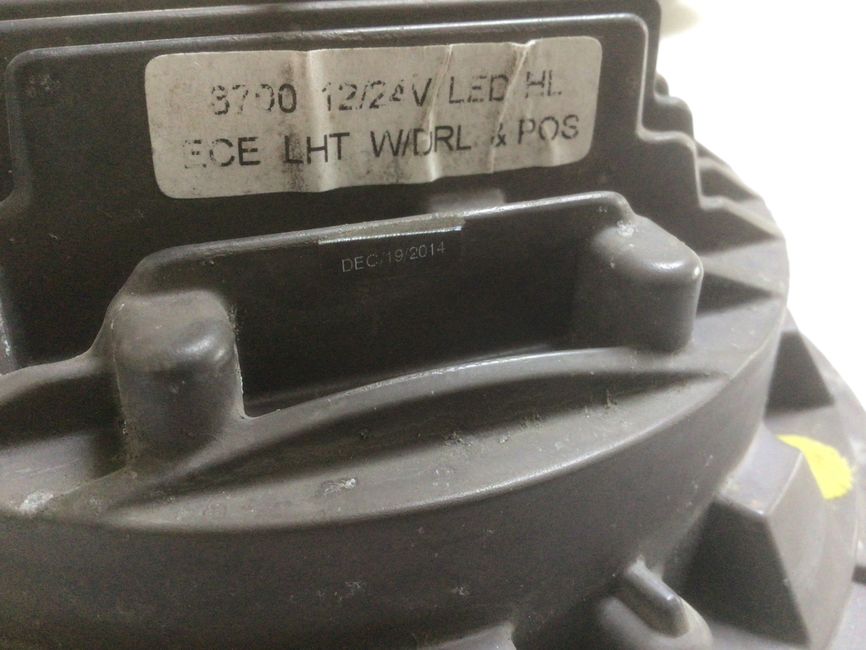 8700 12/24V LED HL
ECE LHT W/DRL & POS
DEC/19/2014